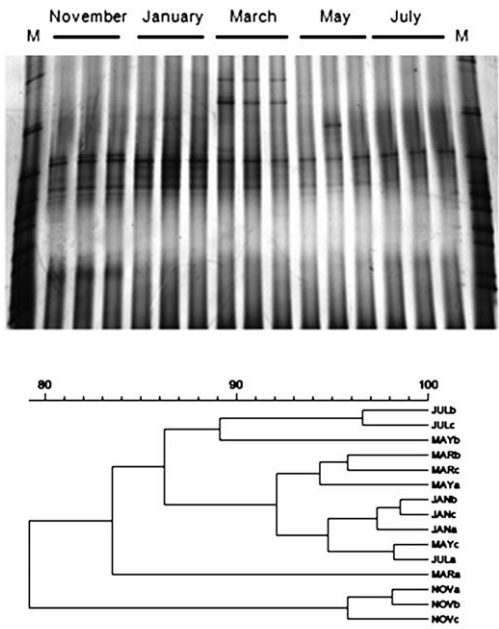 November January March May July
M M
80 90 100
JULb
JULc
MAYb
MARb
MARc
MAYa
JANb
JANc
JANa
MAYc
JULa
MARa
NOVa
NOVb
NOVc